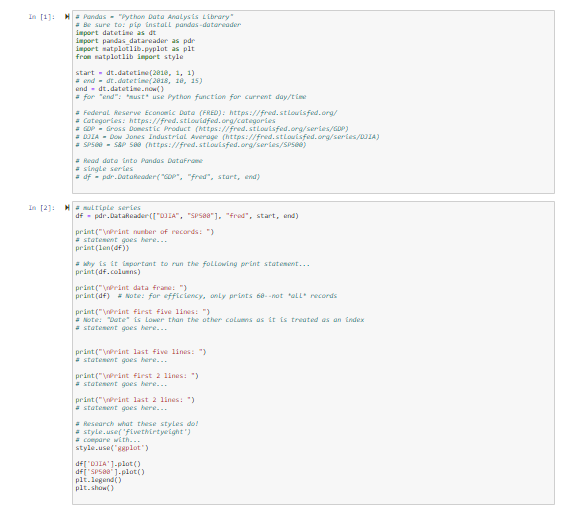 In [1]:
# Pandas = "Python Data Analysis Library"
# Be sure to: pip install pandas-datareader
import datetime as dt
import pandas_datareader as pdr
import matplotlib.pyplot as plt
from matplotlib import style
start = dt.datetime(2010, 1, 1)
# end = dt.datetime(2018, 10, 15)
end = dt.datetime.now()
# for "end": *must* use Python function for current day/time
# Federal Reserve Economic Data (FRED): https://fred.stlouisfed.org/
# Categories: https://fred.stlouisfed.org/categories
# GDP = Gross Domestic Product (https://fred.stlouisfed.org/series/GDP)
# DJIA = Dow Jones Industrial Average (https://fred.stlouisfed.org/series/DJIA)
# SP500 = S&P 500 (https://fred.stlouisfed.org/series/SP500)
# Read data into Pandas DataFrame
# single series
# df = pdr.DataReader("GDP", "fred", start, end)
In [2]:
# multiple series
df = pdr.DataReader(["DJIA", "SP500"], "fred", start, end)
print("\nPrint number of records: ")
# statement goes here...
print(len(df))
# Why is it important to run the following print statement...
print(df.columns)
print("\nPrint data frame: ")
print(df) # Note: for efficiency, only prints 60--not *all* records
print("\nPrint first five lines: ")
# Note: "Date" is lower than the other columns as it is treated as an index
# statement goes here...
print("\nPrint last five lines: ")
# statement goes here...
print("\nPrint first 2 lines: ")
# statement goes here...
print("\nPrint last 2 lines: ")
# statement goes here...
# Research what these styles do!
# style.use('fivethirtyeight')
# compare with...
style.use('ggplot')
df['DJIA'].plot()
df['SP500'].plot()
plt.legend()
plt.show()